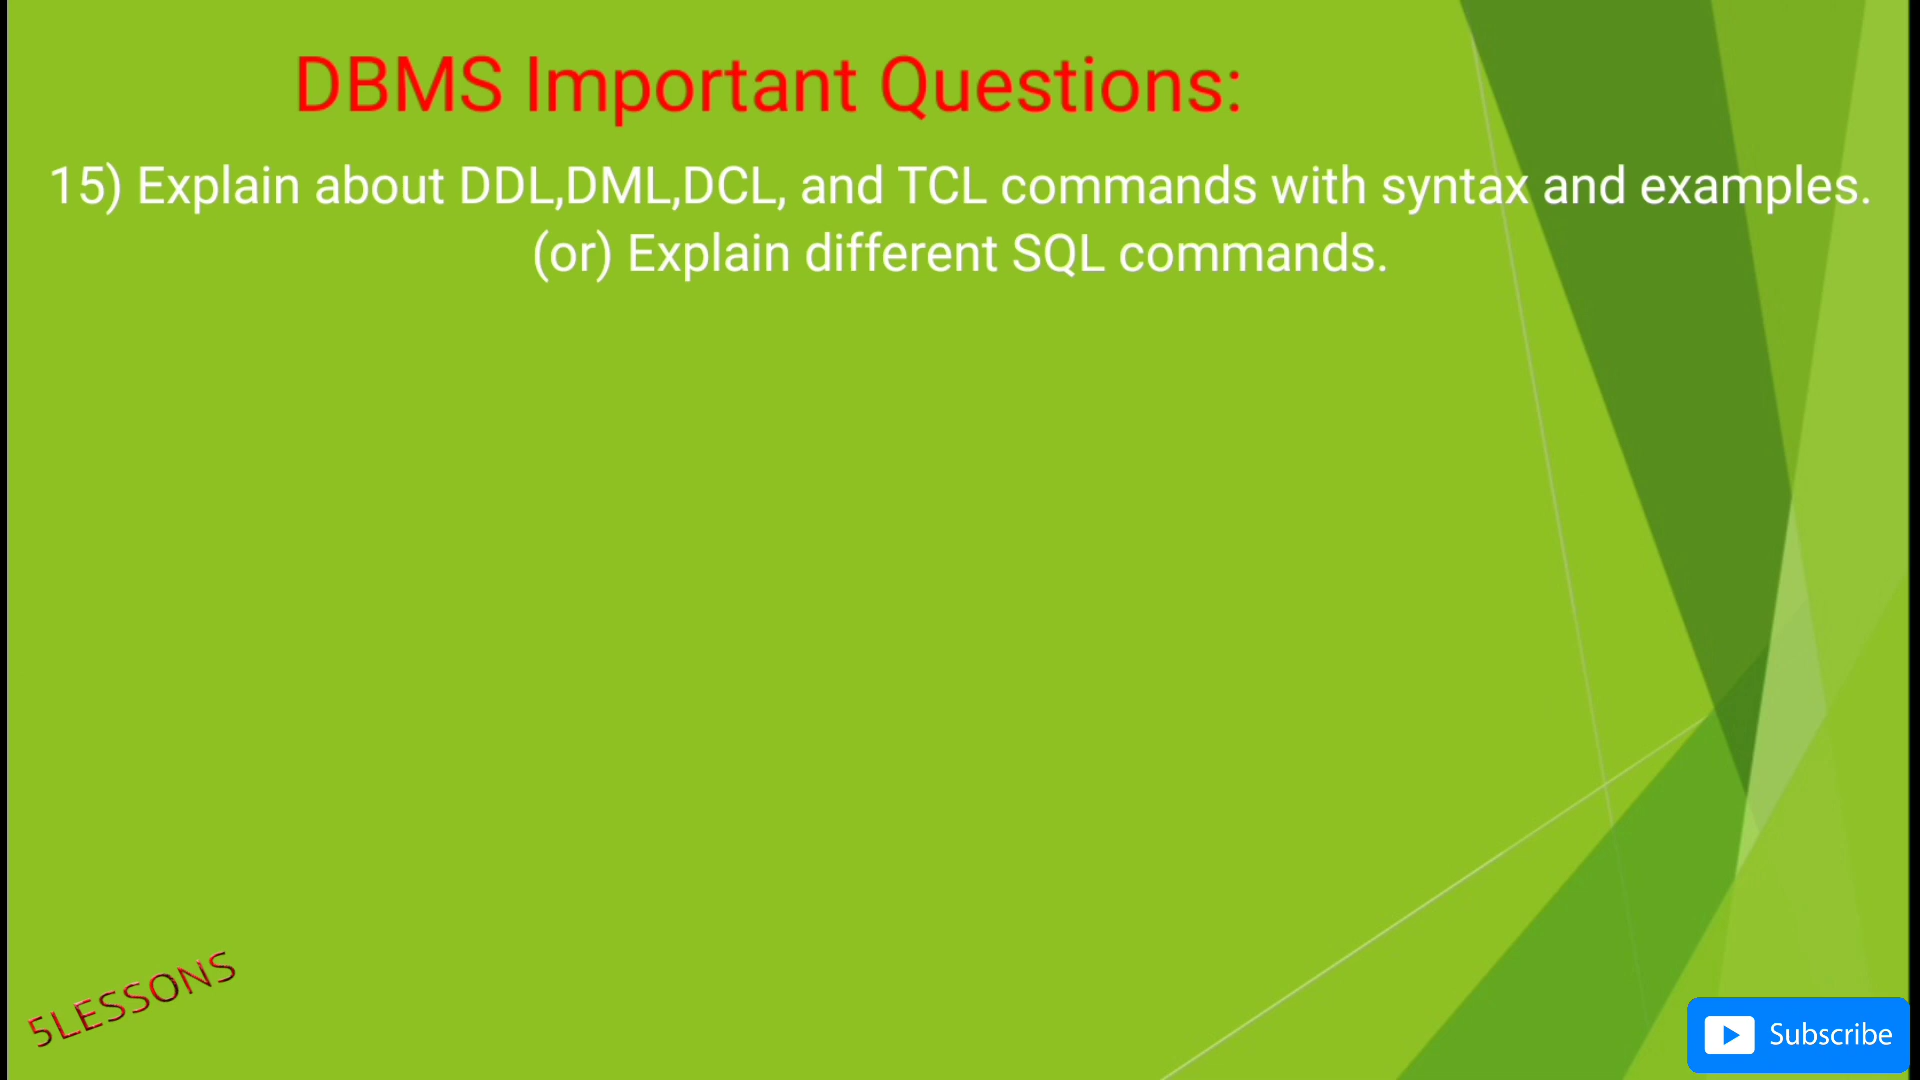 DBMS Important Questions:
15) Explain about DDL,DML,DCL, and TCL commands with syntax and examples.
(or) Explain different SQL commands.
5LESSONS
Subscribe